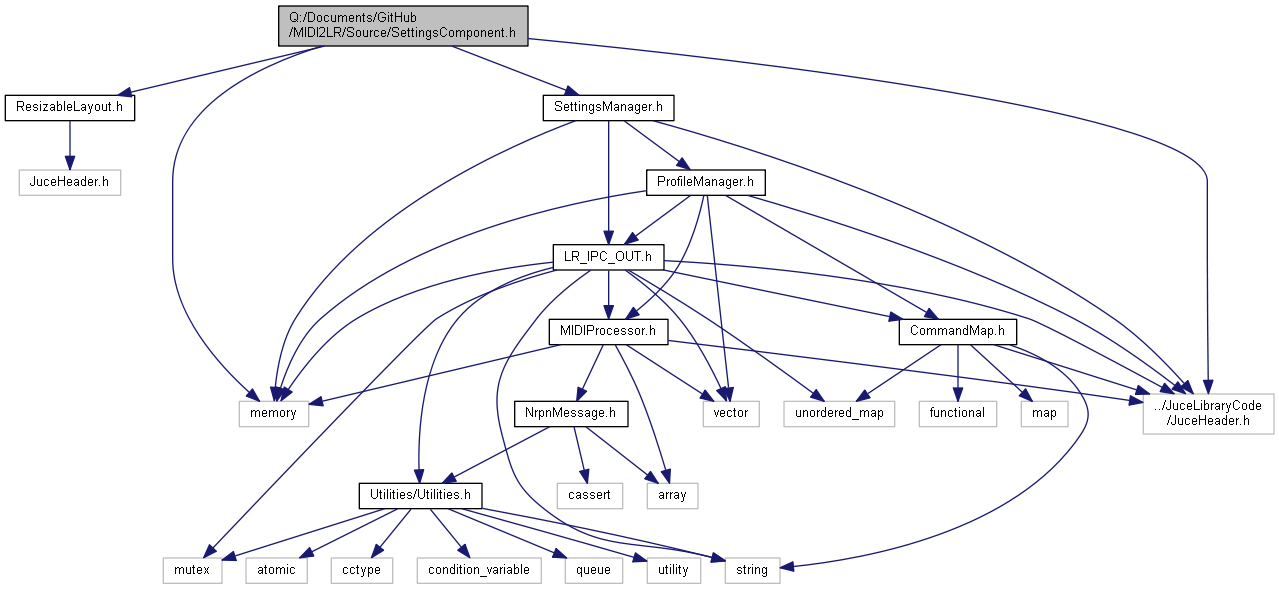 Q:/Documents/GitHub
/MIDI2LR/Source/SettingsComponent.h
ResizableLayout.h
SettingsManager.h
JuceHeader.h
ProfileManager.h
LR_IPC_OUT.h
MIDIProcessor.h
CommandMap.h
memory
NrpnMessage.h
vector
unordered_map
functional
map
../JuceLibraryCode
/JuceHeader.h
Utilities/Utilities.h
cassert
array
mutex
atomic
cctype
condition_variable
queue
utility
string